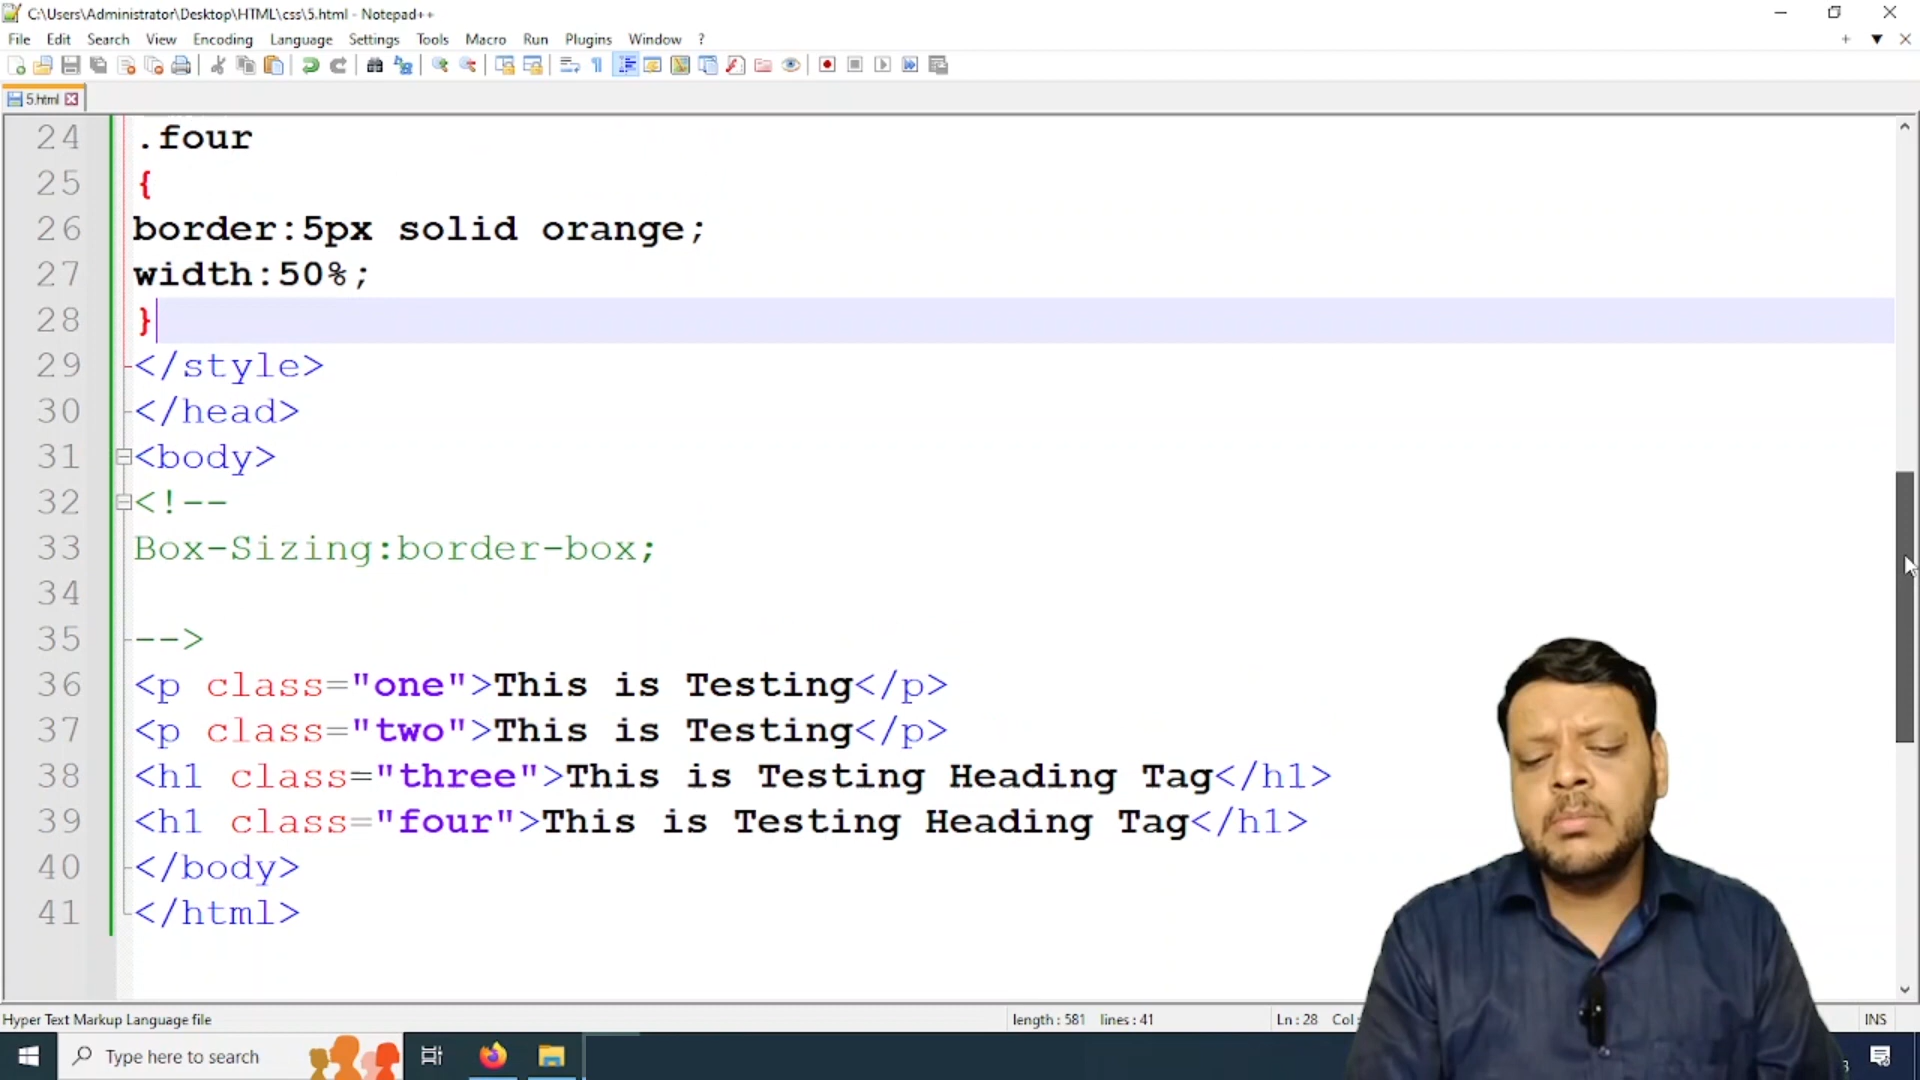 C:\Users\Administrator\Desktop\HTML\css\5.html - Notepad++
File Edit Search View Encoding Language Settings Tools Macro Run Plugins Window ?
5.html
24 .four
25 {
26 border:5px solid orange;
27 width:50%;
28 }
29 </style>
30 </head>
31 <body>
32 <!--
33 Box-Sizing:border-box;
34
35 -->
36 <p class="one">This is Testing</p>
37 <p class="two">This is Testing</p>
38 <h1 class="three">This is Testing Heading Tag</h1>
39 <h1 class="four">This is Testing Heading Tag</h1>
40 </body>
41 </html>
Hyper Text Markup Language file length : 581 lines : 41 Ln : 28 Col : INS
Type here to search